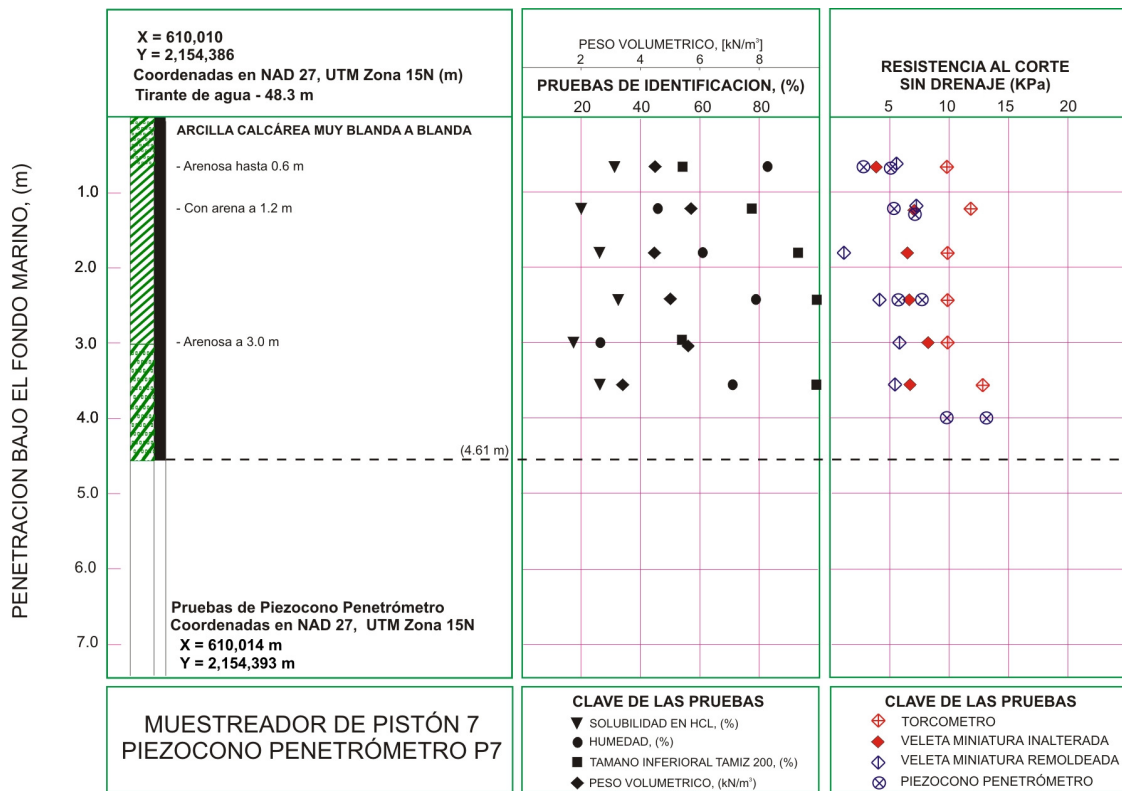 X = 610,010
Y = 2,154,386
Coordenadas en NAD 27, UTM Zona 15N (m)
Tirante de agua - 48.3 m
PESO VOLUMETRICO, [kN/m³]
2 4 6 8
PRUEBAS DE IDENTIFICACION, (%)
20 40 60 80
RESISTENCIA AL CORTE
SIN DRENAJE (KPa)
5 10 15 20
PENETRACION BAJO EL FONDO MARINO, (m)
ARCILLA CALCÁREA MUY BLANDA A BLANDA
- Arenosa hasta 0.6 m
1.0
- Con arena a 1.2 m
2.0
3.0
- Arenosa a 3.0 m
4.0
(4.61 m)
5.0
6.0
7.0
Pruebas de Piezocono Penetrómetro
Coordenadas en NAD 27, UTM Zona 15N
X = 610,014 m
Y = 2,154,393 m
MUESTREADOR DE PISTÓN 7
PIEZOCONO PENETRÓMETRO P7
CLAVE DE LAS PRUEBAS
SOLUBILIDAD EN HCL, (%)
HUMEDAD, (%)
TAMANO INFERIORAL TAMIZ 200, (%)
PESO VOLUMETRICO, (kN/m³)
CLAVE DE LAS PRUEBAS
TORCOMETRO
VELETA MINIATURA INALTERADA
VELETA MINIATURA REMOLDEADA
PIEZOCONO PENETRÓMETRO